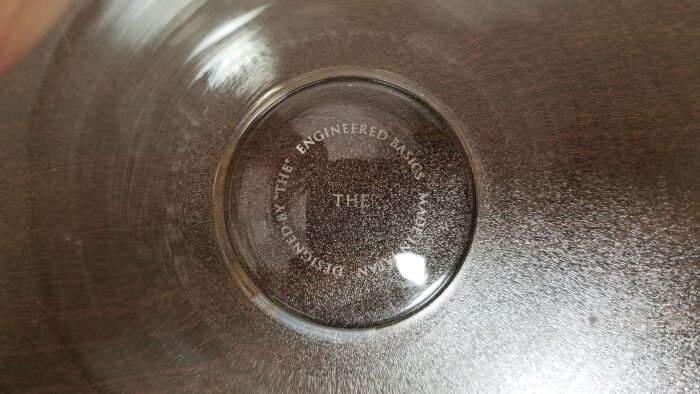 ENGINEERED BASICS MADE IN JAPAN DESIGNED BY "THE"
THE